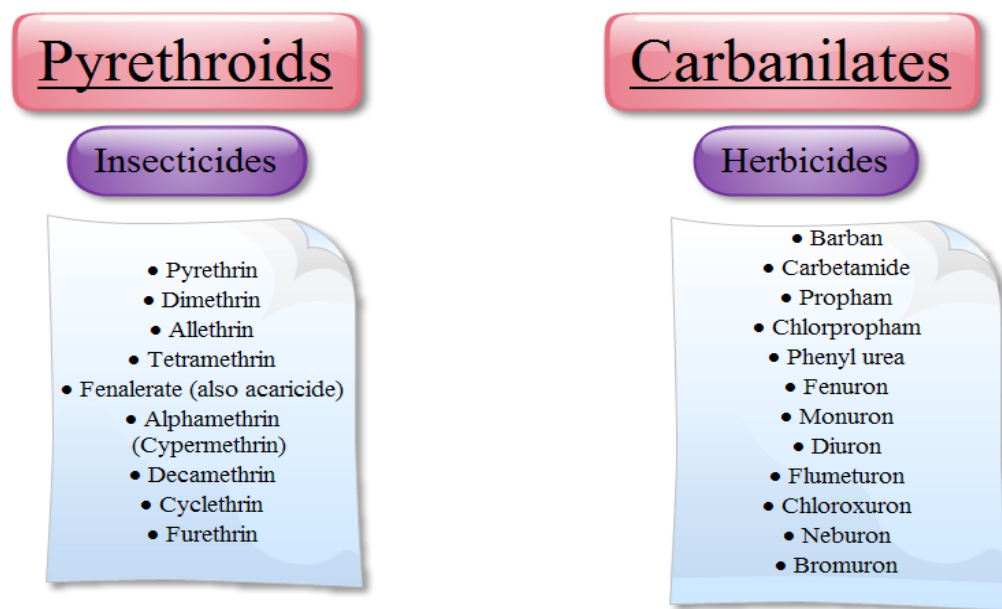 Pyrethroids
Insecticides
● Pyrethrin
● Dimethrin
● Allethrin
● Tetramethrin
● Fenalerate (also acaricide)
● Alphamethrin
(Cypermethrin)
● Decamethrin
● Cyclethrin
● Furethrin
Carbanilates
Herbicides
● Barban
● Carbetamide
● Propham
● Chlorpropham
● Phenyl urea
● Fenuron
● Monuron
● Diuron
● Flumeturon
● Chloroxuron
● Neburon
● Bromuron